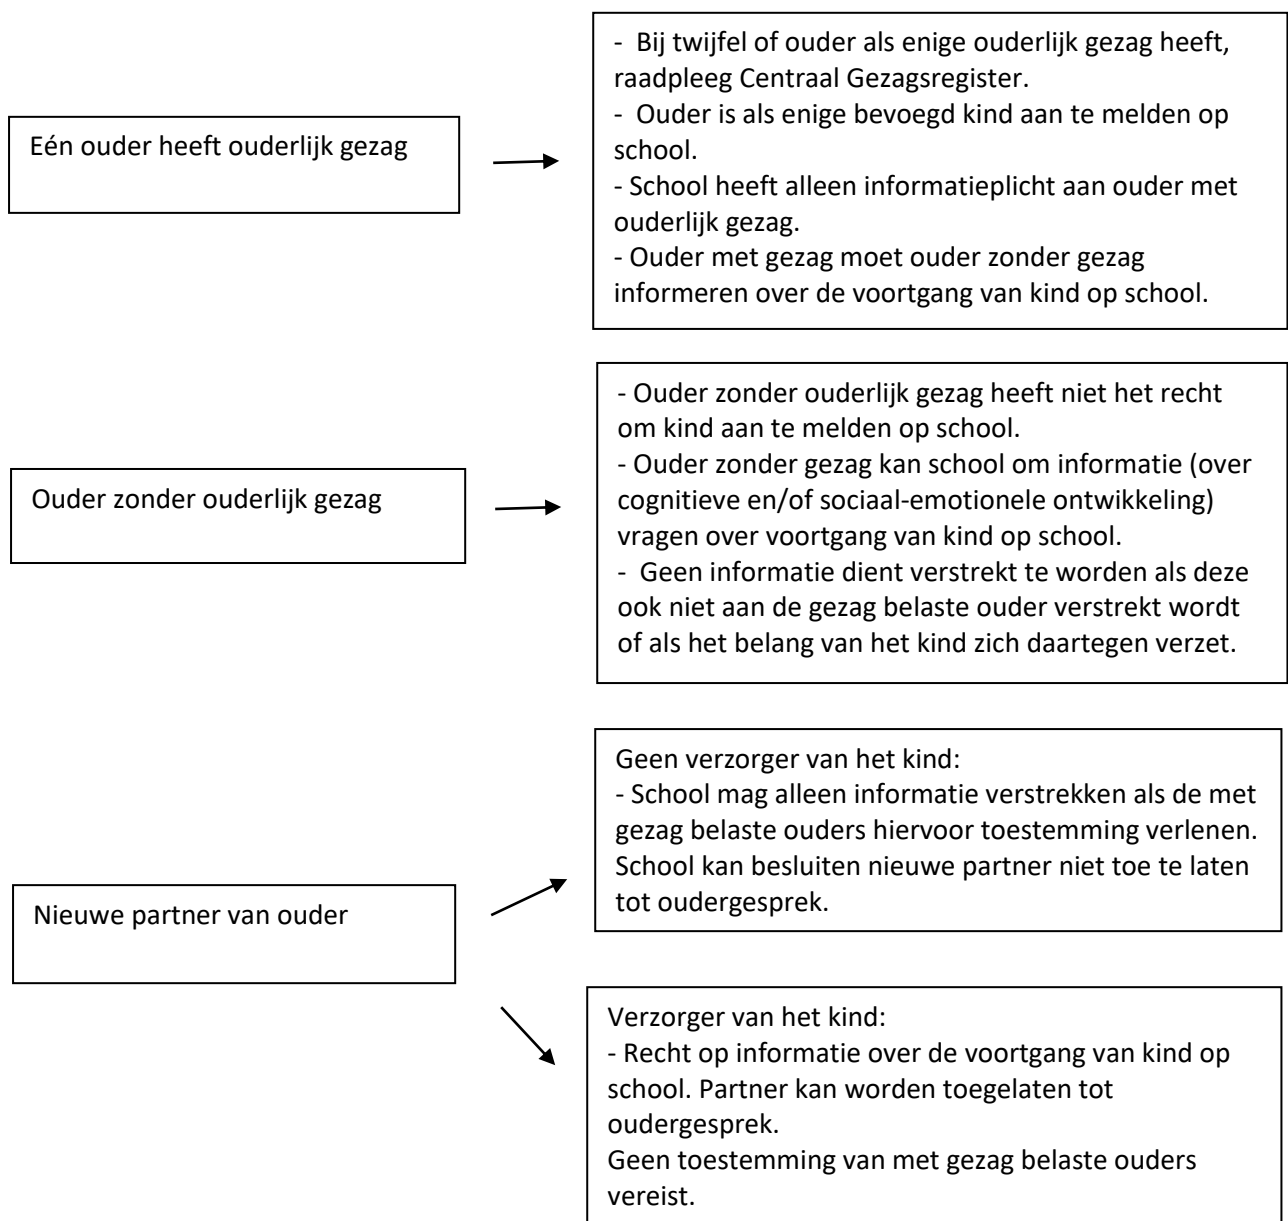 Eén ouder heeft ouderlijk gezag
- Bij twijfel of ouder als enige ouderlijk gezag heeft,
raadpleeg Centraal Gezagsregister.
- Ouder is als enige bevoegd kind aan te melden op
school.
- School heeft alleen informatieplicht aan ouder met
ouderlijk gezag.
- Ouder met gezag moet ouder zonder gezag
informeren over de voortgang van kind op school.
Ouder zonder ouderlijk gezag
- Ouder zonder ouderlijk gezag heeft niet het recht
om kind aan te melden op school.
- Ouder zonder gezag kan school om informatie (over
cognitieve en/of sociaal-emotionele ontwikkeling)
vragen over voortgang van kind op school.
- Geen informatie dient verstrekt te worden als deze
ook niet aan de gezag belaste ouder verstrekt wordt
of als het belang van het kind zich daartegen verzet.
Nieuwe partner van ouder
Geen verzorger van het kind:
- School mag alleen informatie verstrekken als de met
gezag belaste ouders hiervoor toestemming verlenen.
School kan besluiten nieuwe partner niet toe te laten
tot oudergesprek.
Verzorger van het kind:
- Recht op informatie over de voortgang van kind op
school. Partner kan worden toegelaten tot
oudergesprek.
Geen toestemming van met gezag belaste ouders
vereist.